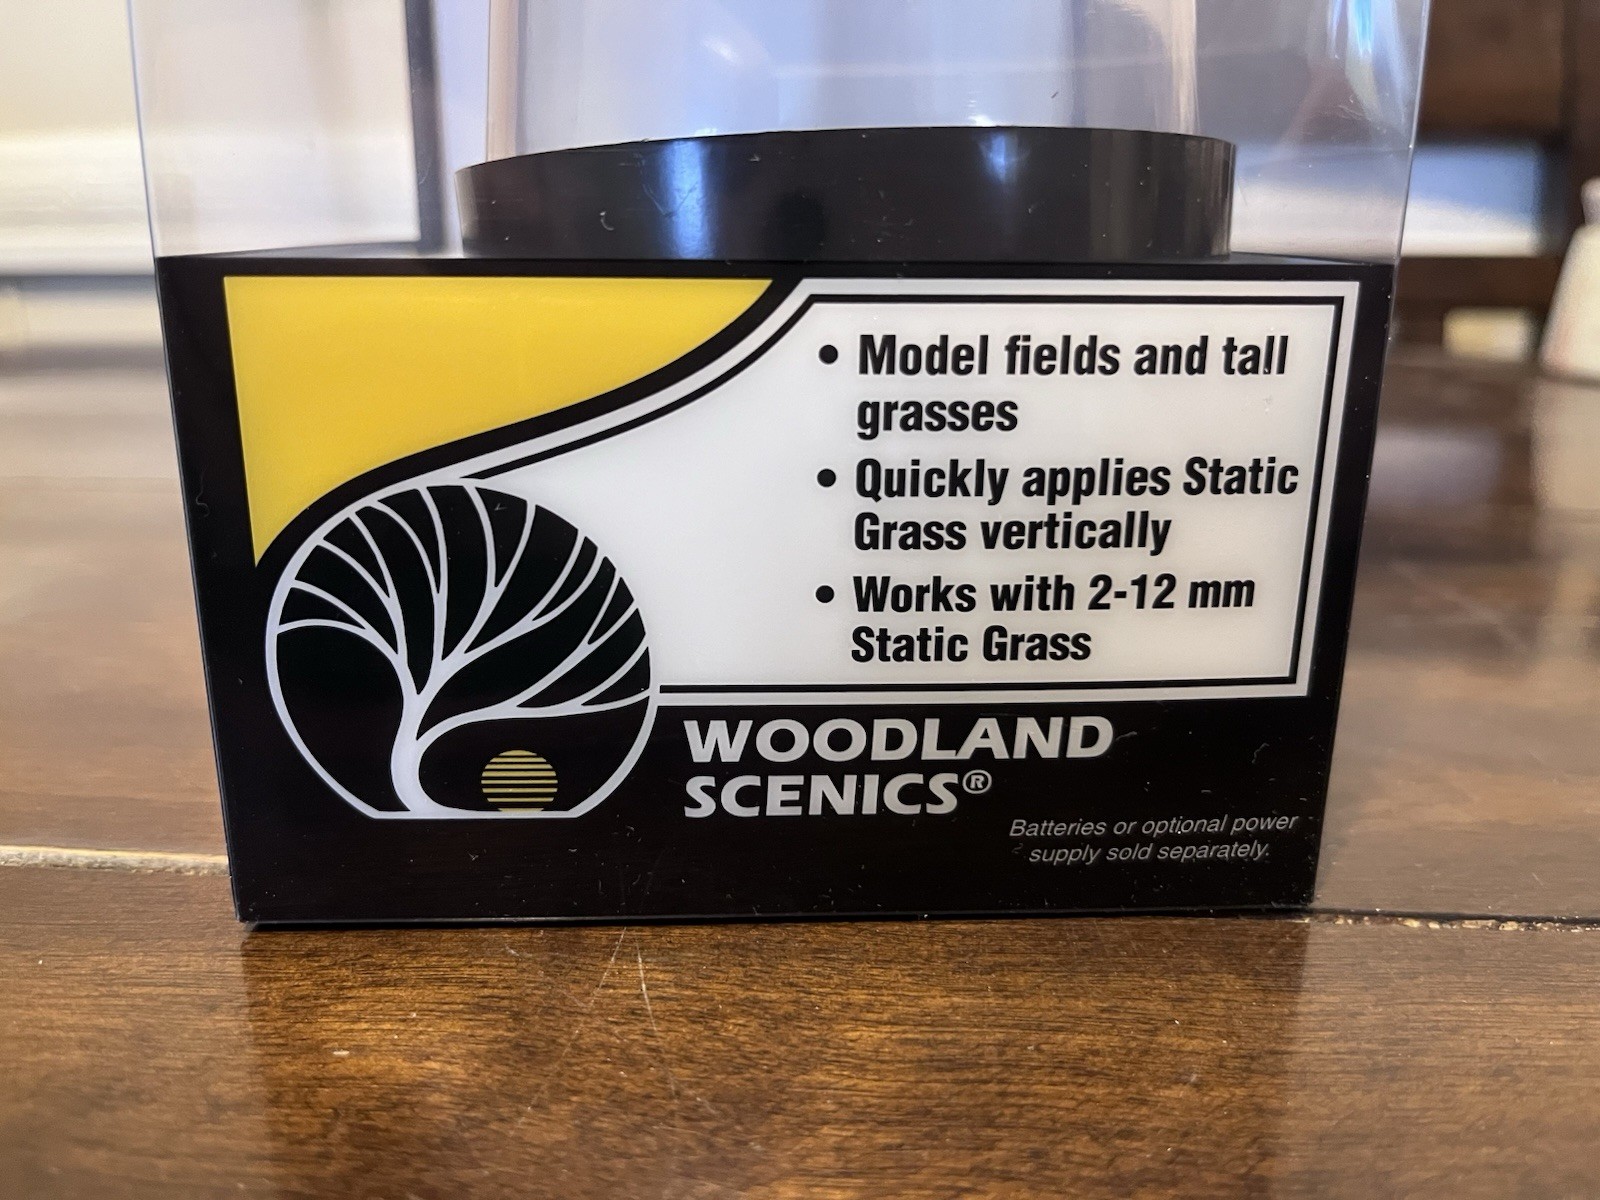 • Model fields and tall
grasses
• Quickly applies Static
Grass vertically
• Works with 2-12 mm
Static Grass
WOODLAND
SCENICS®
Batteries or optional power
supply sold separately.